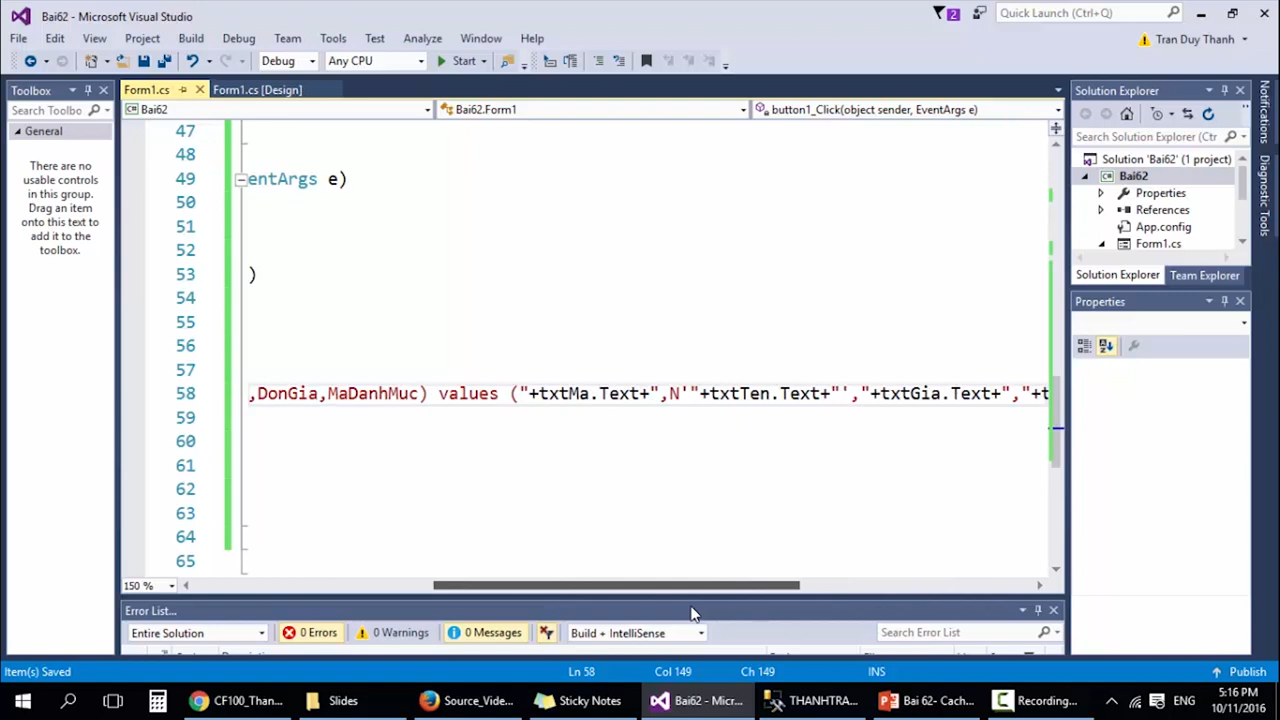 Bai62 - Microsoft Visual Studio
2
Quick Launch (Ctrl+Q)
File Edit View Project Build Debug Team Tools Test Analyze Window Help
Tran Duy Thanh
Debug Any CPU Start
Toolbox
Form1.cs
Form1.cs [Design]
Solution Explorer
Search Toolbo
Bai62
Bai62.Form1
button1_Click(object sender, EventArgs e)
General
There are no
usable controls
in this group.
Drag an item
onto this text to
add it to the
toolbox.
47
48
49 entArgs e)
50
51
52
53 )
54
55
56
57
58 ,DonGia,MaDanhMuc) values ("+txtMa.Text+",N'"+txtTen.Text+"',"+txtGia.Text+","+t
59
60
61
62
63
64
65
Search Solution Explorer (Ctr
Solution 'Bai62' (1 project)
Bai62
Properties
References
App.config
Form1.cs
Solution Explorer Team Explorer
Properties
Notifications
Diagnostic Tools
150 %
Error List...
Entire Solution 0 Errors 0 Warnings 0 Messages Build + IntelliSense Search Error List
Item(s) Saved Ln 58 Col 149 Ch 149 INS Publish
CF100_Than... Slides Source_Vide... Sticky Notes Bai62 - Micr... THANHTRA... Bai 62- Cach... Recording... ENG
5:16 PM
10/11/2016